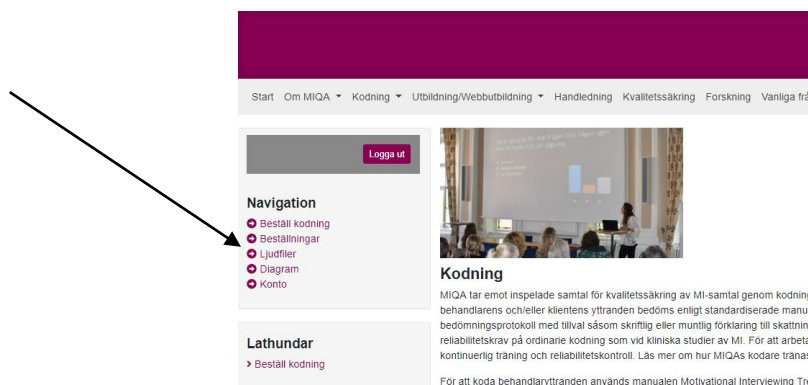 Start Om MIQA Kodning Utbildning/Webbutbildning Handledning Kvalitetssäkring Forskning Vanliga frå
Logga ut
Navigation
Beställ kodning
Beställningar
Ljudfiler
Diagram
Konto
Lathundar
Beställ kodning
Kodning
MIQA tar emot inspelade samtal för kvalitetssäkring av MI-samtal genom kodning
behandlarens och/eller klientens yttranden bedöms enligt standardiserade manu
bedömningsprotokoll med tillval såsom skriftlig eller muntlig förklaring till skattnin
reliabilitetskrav på ordinarie kodning som vid kliniska studier av MI. För att arbeta
kontinuerlig träning och reliabilitetskontroll. Läs mer om hur MIQAs kodare tränas
För att koda behandlaryttranden används manualen Motivational Interviewing Tre